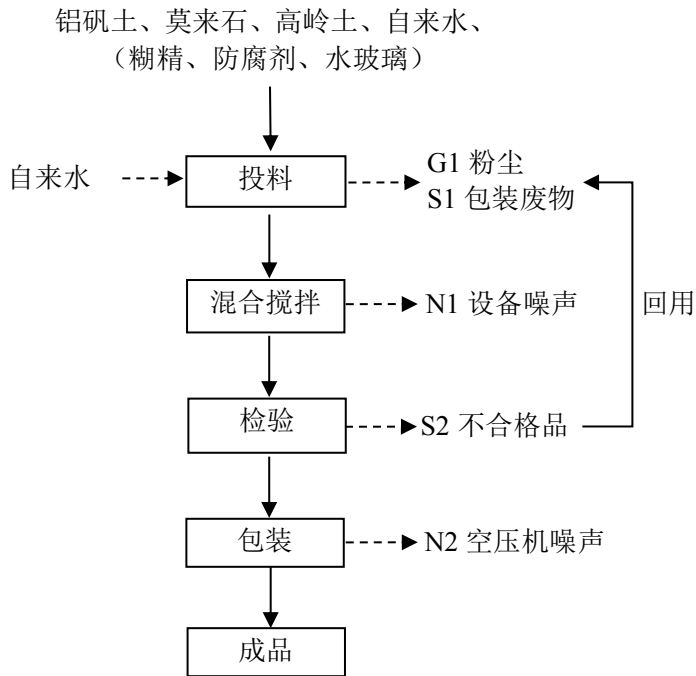 铝矾土、莫来石、高岭土、自来水、
（糊精、防腐剂、水玻璃）
自来水
投料
G1 粉尘
S1 包装废物
混合搅拌
N1 设备噪声
回用
检验
S2 不合格品
包装
N2 空压机噪声
成品